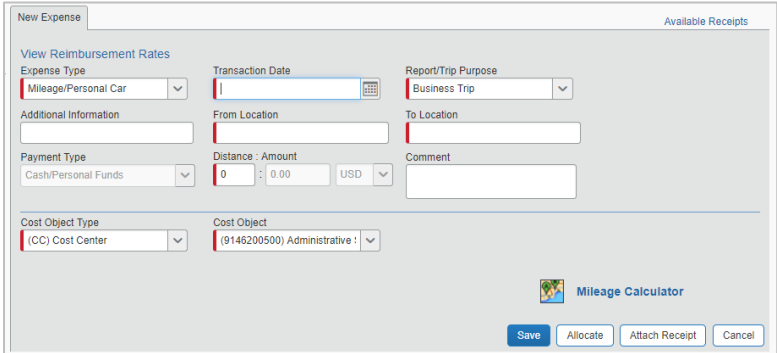 New Expense
Available Receipts
View Reimbursement Rates
Expense Type Transaction Date Report/Trip Purpose
Mileage/Personal Car Business Trip
Additional Information From Location To Location
Payment Type Distance : Amount Comment
Cash/Personal Funds 0 : 0.00 USD
Cost Object Type Cost Object
(CC) Cost Center (9146200500) Administrative
Mileage Calculator
Save Allocate Attach Receipt Cancel